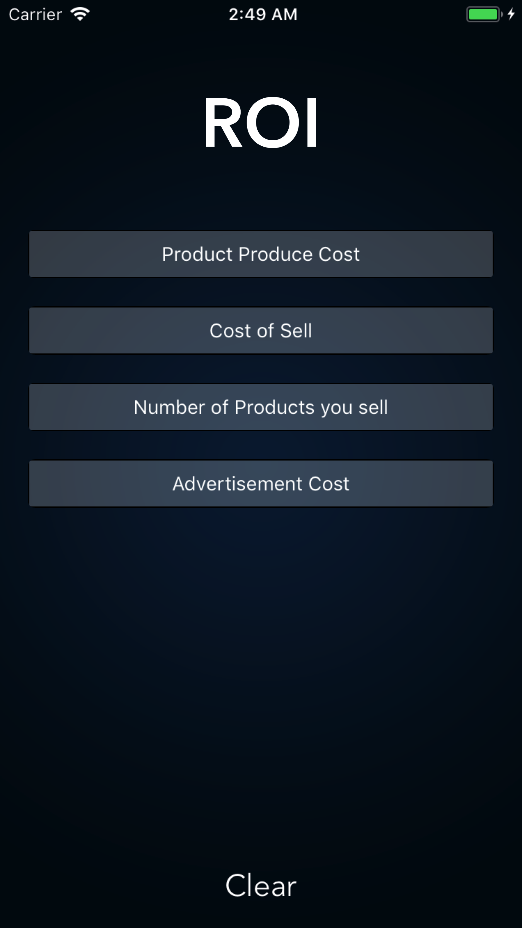 Carrier 2:49 AM
ROI
Product Produce Cost
Cost of Sell
Number of Products you sell
Advertisement Cost
Clear